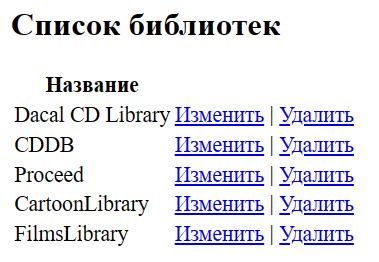 Список библиотек
Название
Dacal CD Library Изменить | Удалить
CDDB Изменить | Удалить
Proceed Изменить | Удалить
CartoonLibrary Изменить | Удалить
FilmsLibrary Изменить | Удалить